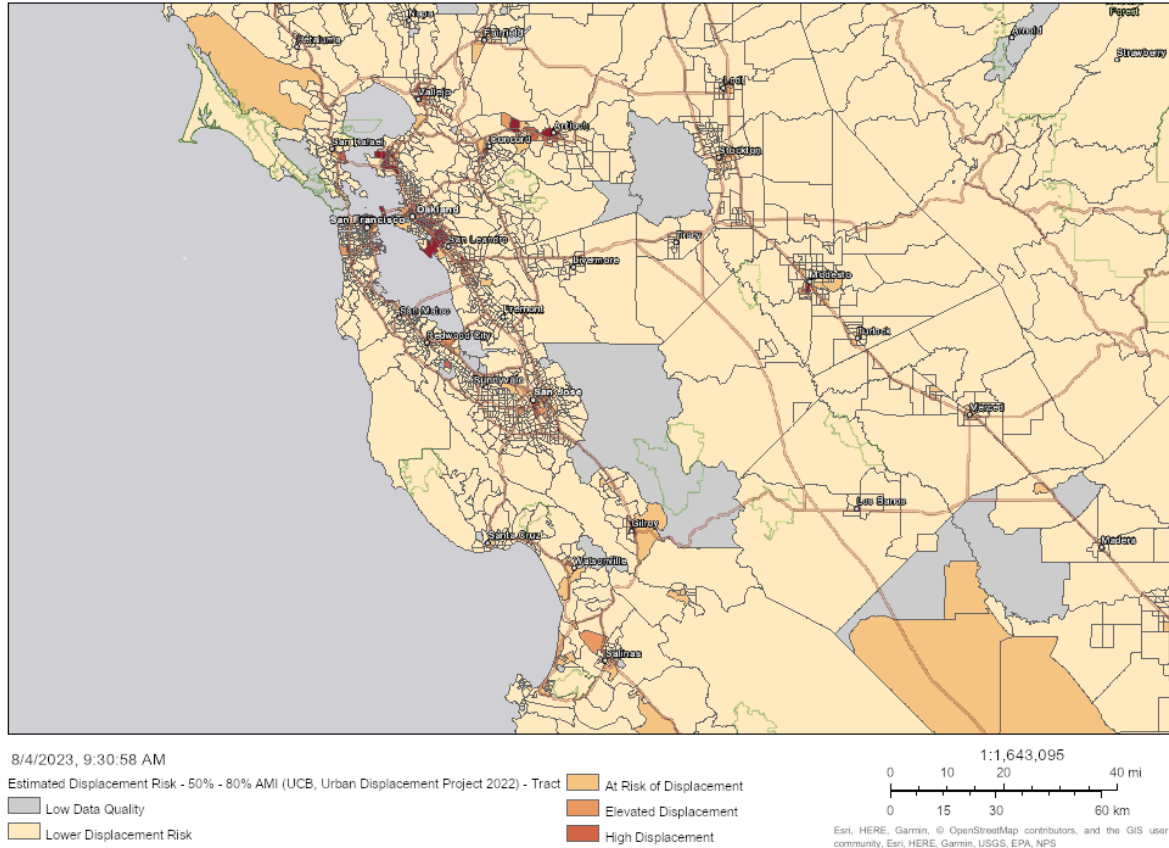 Napa
Forest
Arnold
Petaluma
Fairfield
Strawberry
Lodi
Vallejo
Antioch
San Rafael
Concord
Stockton
Oakland
San Francisco
San Leandro
Tracy
Livermore
Modesto
San Mateo
Fremont
Redwood City
Turlock
Sunnyvale
San Jose
Merced
Los Banos
Gilroy
Santa Cruz
Madera
Watsonville
Salinas
8/4/2023, 9:30:58 AM
Estimated Displacement Risk - 50% - 80% AMI (UCB, Urban Displacement Project 2022) - Tract
Low Data Quality
Lower Displacement Risk
At Risk of Displacement
Elevated Displacement
High Displacement
1:1,643,095
0 10 20 40 mi
0 15 30 60 km
Esri, HERE, Garmin, © OpenStreetMap contributors, and the GIS user
community, Esri, HERE, Garmin, USGS, EPA, NPS